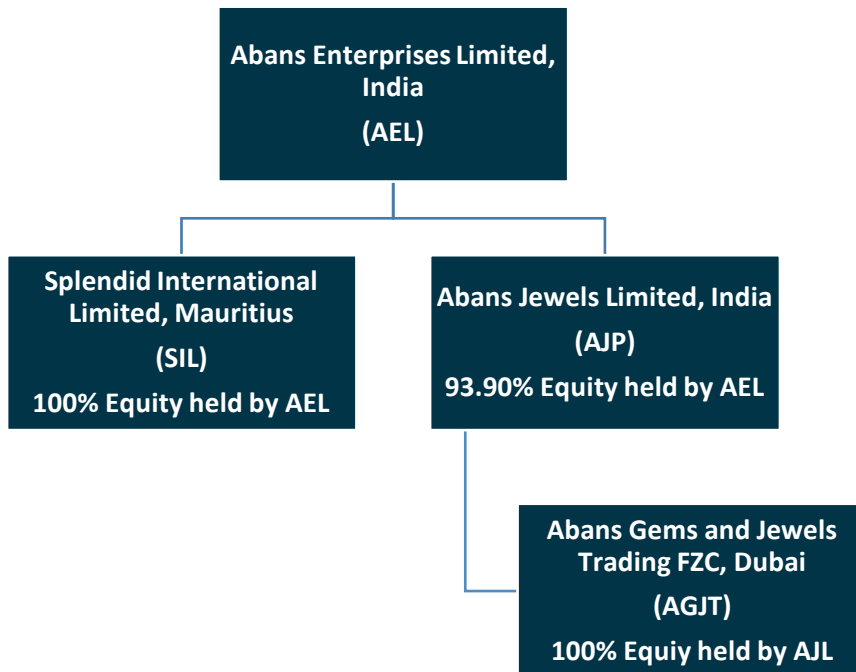 Abans Enterprises Limited,
India
(AEL)
Splendid International
Limited, Mauritius
(SIL)
100% Equity held by AEL
Abans Jewels Limited, India
(AJP)
93.90% Equity held by AEL
Abans Gems and Jewels
Trading FZC, Dubai
(AGJT)
100% Equiy held by AJL